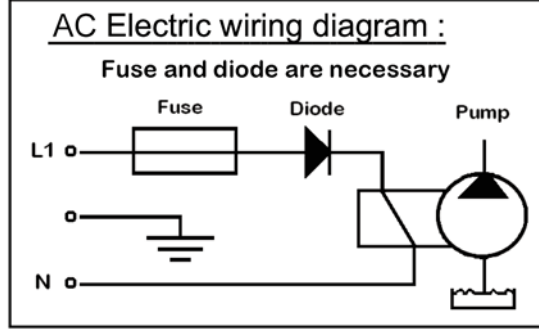 AC Electric wiring diagram :
Fuse and diode are necessary
Fuse
Diode
Pump
L1
N